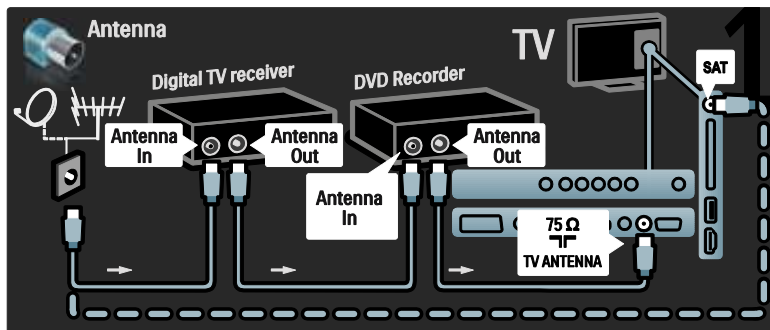 Antenna
1
TV
Digital TV receiver
DVD Recorder
SAT
Antenna
In
Antenna
Out
Antenna
In
Antenna
Out
75 Ω
TV ANTENNA